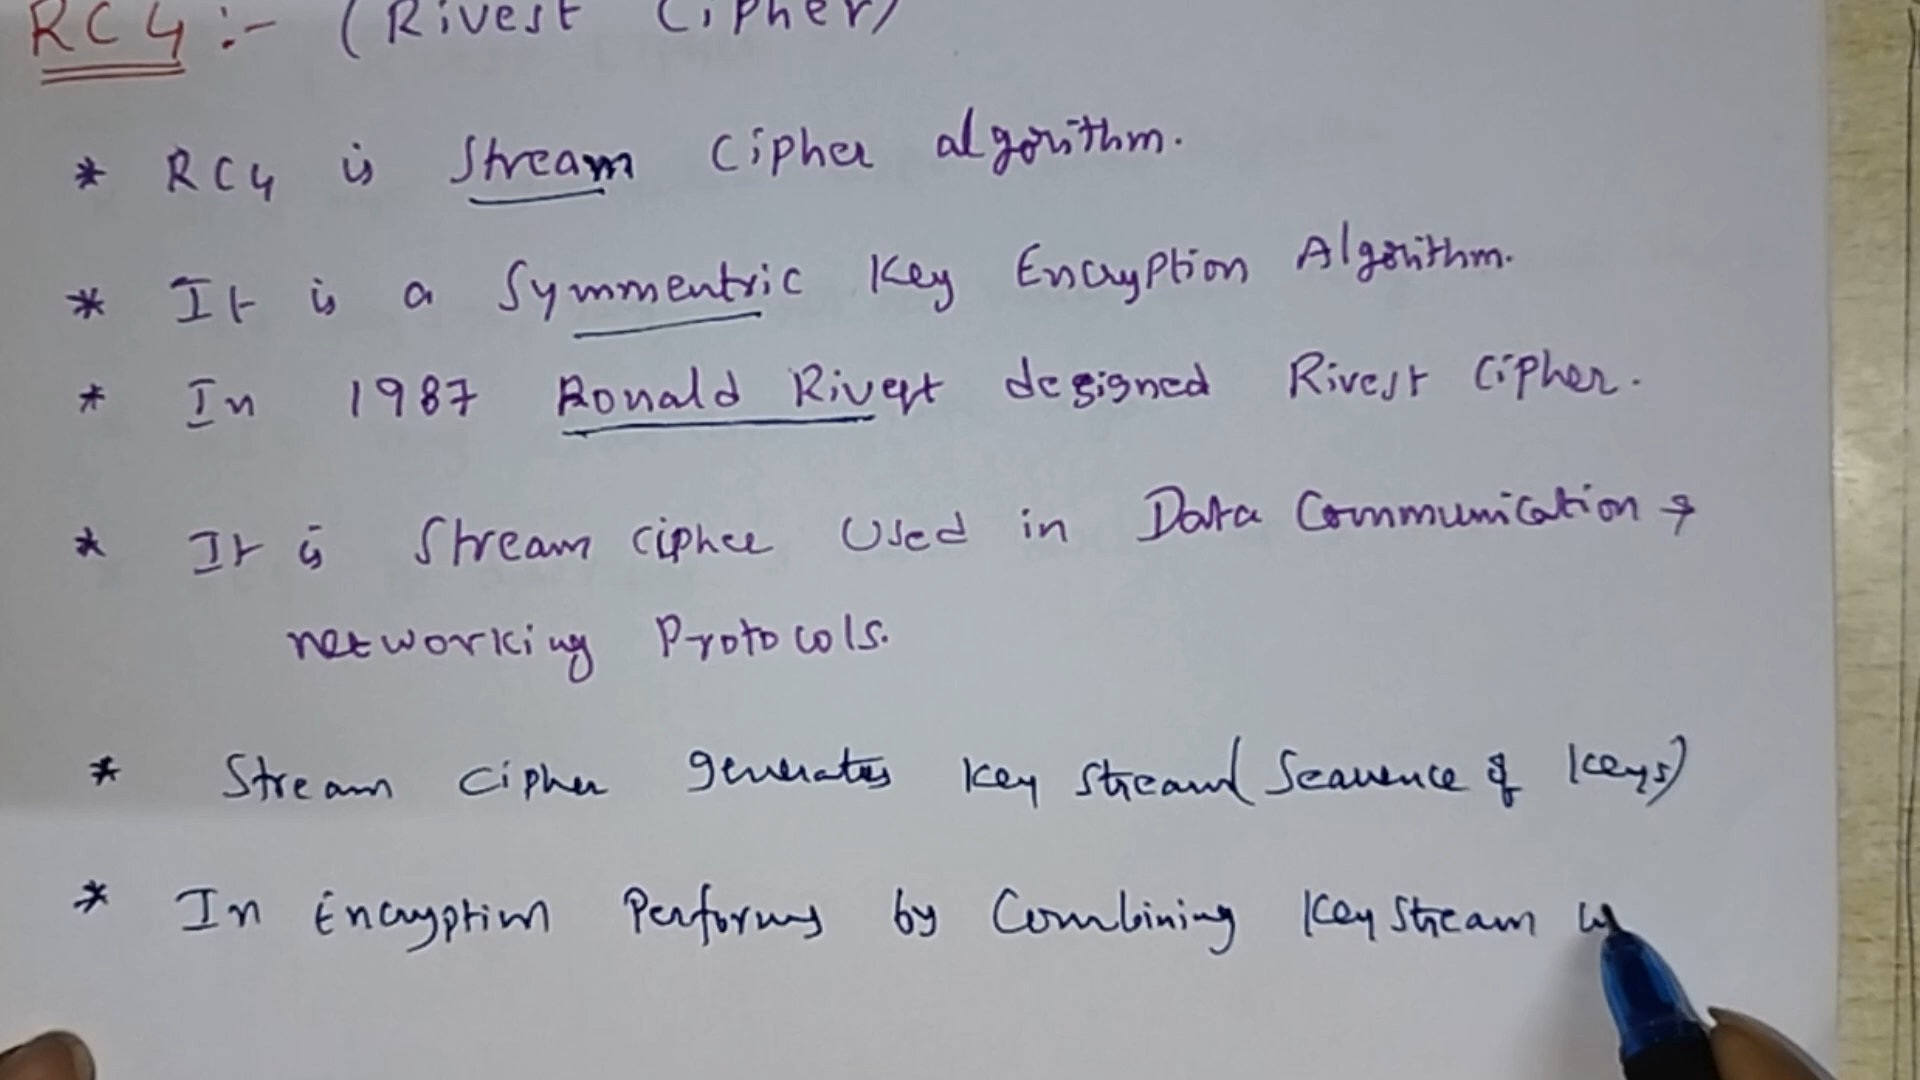 RC4 :- (Rivest Cipher)
* RC4 is Stream Cipher algorithm.
* It is a Symmentric Key Encryption Algorithm.
* In 1987 Ronald Rivest designed Rivest Cipher.
* It is Stream cipher Used in Data Communication →
networking Protocols.
* Stream Cipher generates Key Stream (Seauence of Keys)
* In Encryption Performs by Combining Key Stream w